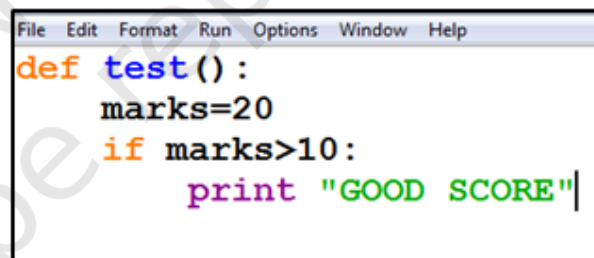 File Edit Format Run Options Window Help
def test():
marks=20
if marks>10:
print "GOOD SCORE"